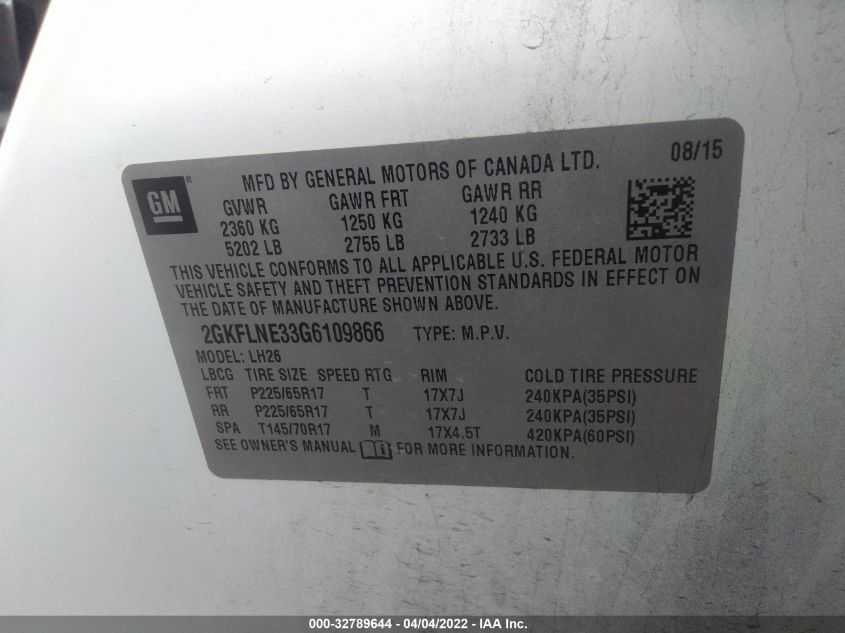 GM
®
MFD BY GENERAL MOTORS OF CANADA LTD. 08/15
GVWR GAWR FRT GAWR RR
2360 KG 1250 KG 1240 KG
5202 LB 2755 LB 2733 LB
THIS VEHICLE CONFORMS TO ALL APPLICABLE U.S. FEDERAL MOTOR
VEHICLE SAFETY AND THEFT PREVENTION STANDARDS IN EFFECT ON
THE DATE OF MANUFACTURE SHOWN ABOVE.
2GKFLNE33G6109866 TYPE: M.P.V.
MODEL: LH26
LBCG TIRE SIZE SPEED RTG RIM COLD TIRE PRESSURE
FRT P225/65R17 T 17X7J 240KPA(35PSI)
RR P225/65R17 T 17X7J 240KPA(35PSI)
SPA T145/70R17 M 17X4.5T 420KPA(60PSI)
SEE OWNER'S MANUAL i FOR MORE INFORMATION.
000-32789644 - 04/04/2022 - IAA Inc.